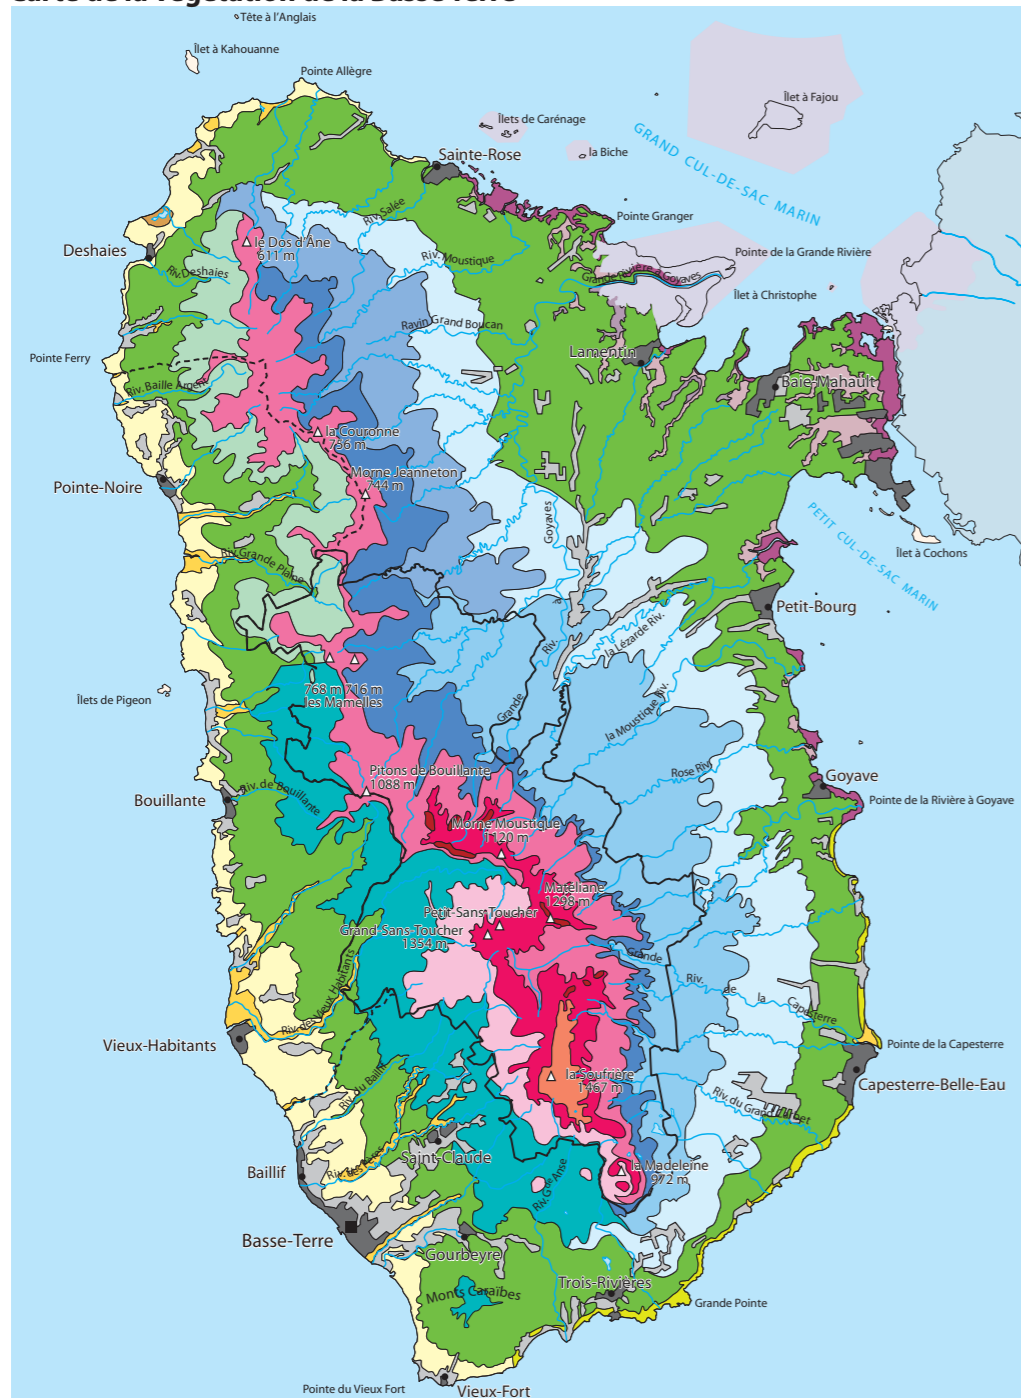 Carte de la végétation de la Basse-Terre
Tête à l'Anglais
Îlet à Kahouanne
Pointe Allègre
Îlet à Fajou
Îlets de Carénage
la Biche
GRAND CUL-DE-SAC MARIN
Sainte-Rose
Riv. Salée
Pointe Granger
le Dos d'Âne
611 m
Deshaies
Riv. Deshaies
Riv. Moustique
Pointe de la Grande Rivière
Grande Rivière à Goyaves
Îlet à Christophe
Ravin Grand Boucan
Lamentin
Pointe Ferry
Riv. Baille Argent
Baie-Mahault
la Couronne
756 m
Morne Jeanneton
744 m
Pointe-Noire
Goyaves
à
Riv.
Grande
PETIT CUL-DE-SAC MARIN
Îlet à Cochons
Riv. Grande Plaine
Petit-Bourg
la Lézarde Riv.
768 m 716 m
les Mamelles
Îlets de Pigeon
la Moustique Riv.
Rose Riv.
Pitons de Bouillante
1088 m
Goyave
Bouillante
Riv. de Bouillante
Pointe de la Rivière à Goyave
Morne Moustique
1120 m
Matéliane
1298 m
Petit-Sans-Toucher
Grand-Sans-Toucher
1354 m
Grande Riv. de la Capesterre
Riv. des Vieux Habitants
Vieux-Habitants
Pointe de la Capesterre
la Soufrière
1467 m
Capesterre-Belle-Eau
Riv. du Baillif
Riv. du Grand Carbet
Saint-Claude
Baillif
Riv. des Pères
la Madeleine
972 m
Riv. Gde Anse
Basse-Terre
Gourbeyre
Trois-Rivières
Monts Caraïbes
Grande Pointe
Pointe du Vieux Fort
Vieux-Fort